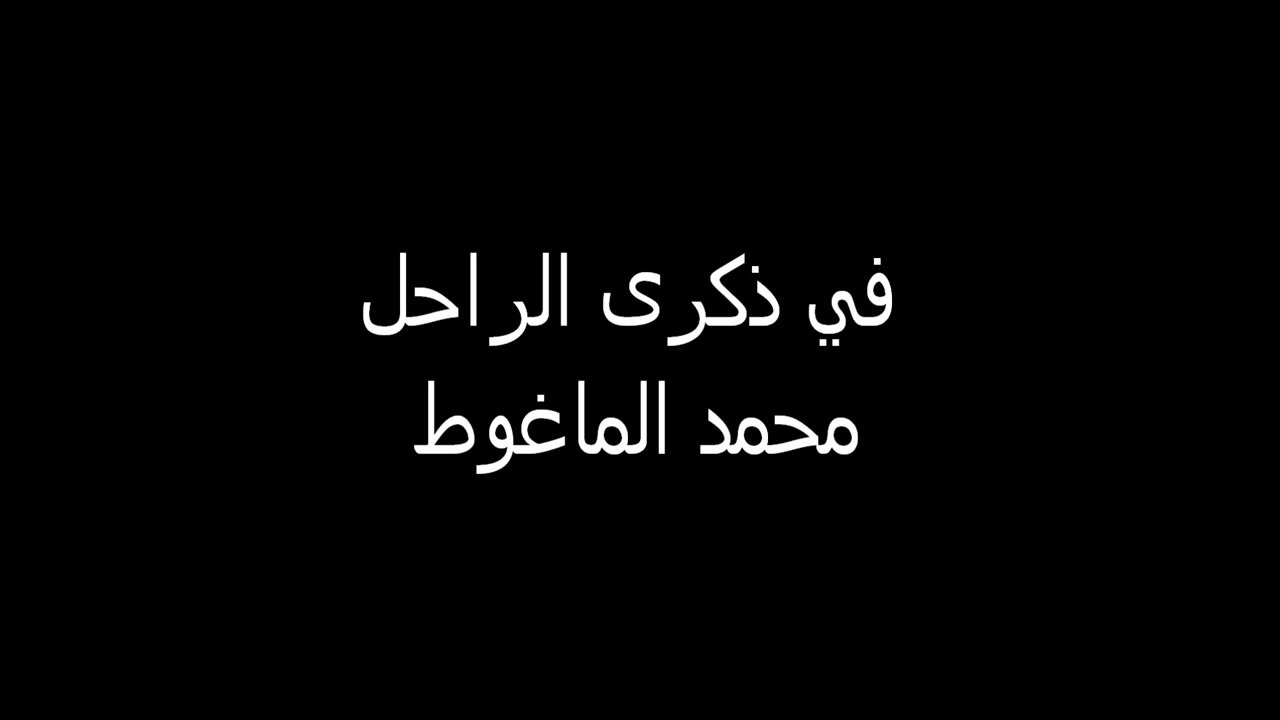 في ذكرى الراحل
محمد الماغوط